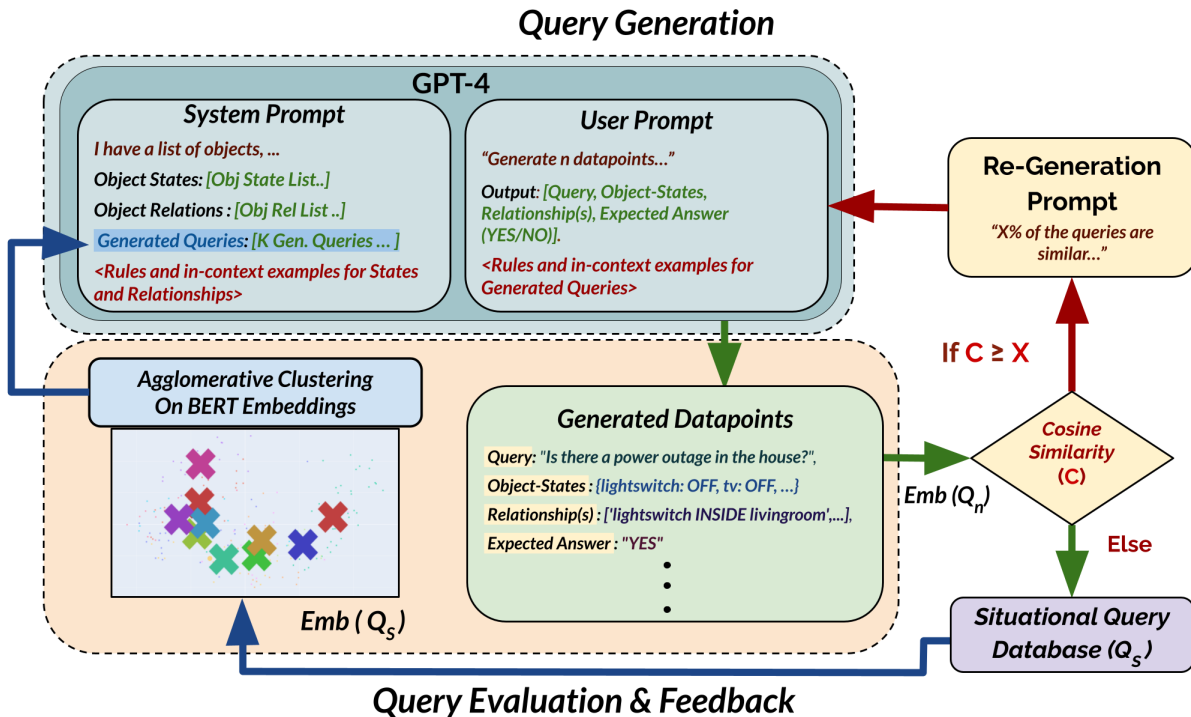 Query Generation
GPT-4
System Prompt
I have a list of objects, ...
Object States: [Obj State List..]
Object Relations : [Obj Rel List ..]
Generated Queries: [K Gen. Queries ... ]
<Rules and in-context examples for States
and Relationships>
User Prompt
“Generate n datapoints...”
Output: [Query, Object-States,
Relationship(s), Expected Answer
(YES/NO)].
<Rules and in-context examples for
Generated Queries>
Re-Generation
Prompt
“X% of the queries are
similar...”
If C ≥ X
Agglomerative Clustering
On BERT Embeddings
Emb ( Qs)
Generated Datapoints
Query: "Is there a power outage in the house?",
Object-States : {lightswitch: OFF, tv: OFF, ...}
Relationship(s) : ['lightswitch INSIDE livingroom',...],
Expected Answer : "YES"
Emb (Qn)
Cosine
Similarity
(C)
Else
Situational Query
Database (Qs)
Query Evaluation & Feedback